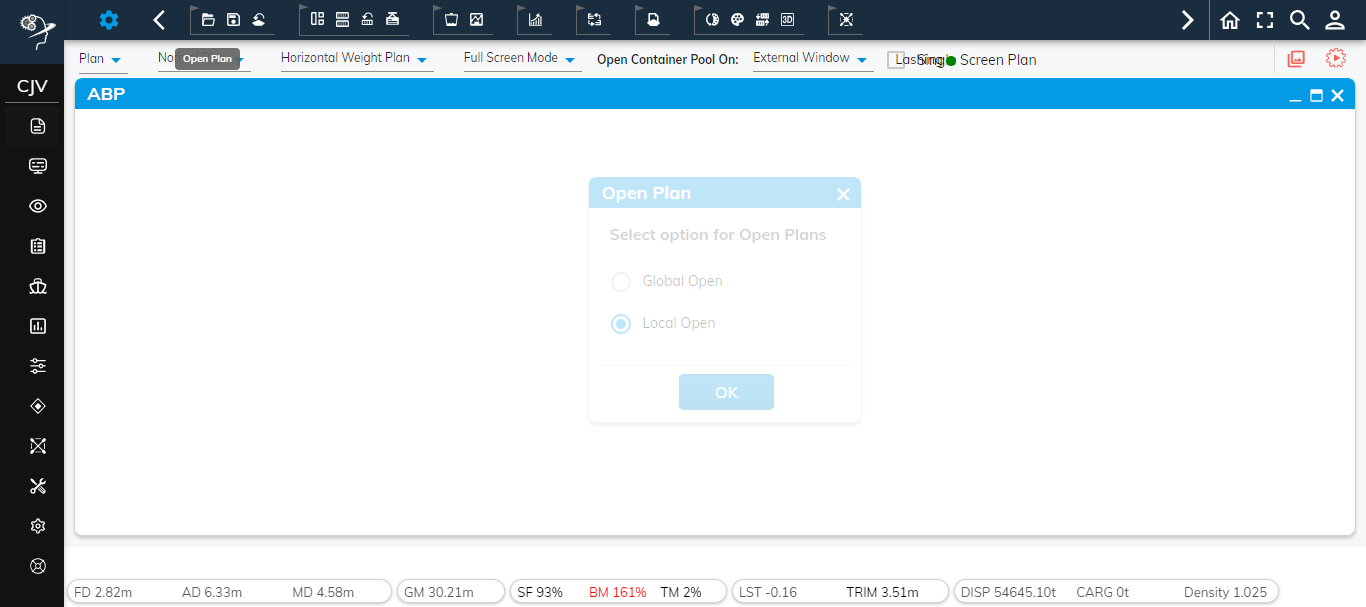 3D
CJV
Plan
No
Open Plan
Horizontal Weight Plan
Full Screen Mode
Open Container Pool On:
External Window
Lashing
Single Screen Plan
ABP
Open Plan
Select option for Open Plans
Global Open
Local Open
OK
FD 2.82m AD 6.33m MD 4.58m
GM 30.21m
SF 93% BM 161% TM 2%
LST -0.16 TRIM 3.51m
DISP 54645.10t CARG 0t Density 1.025